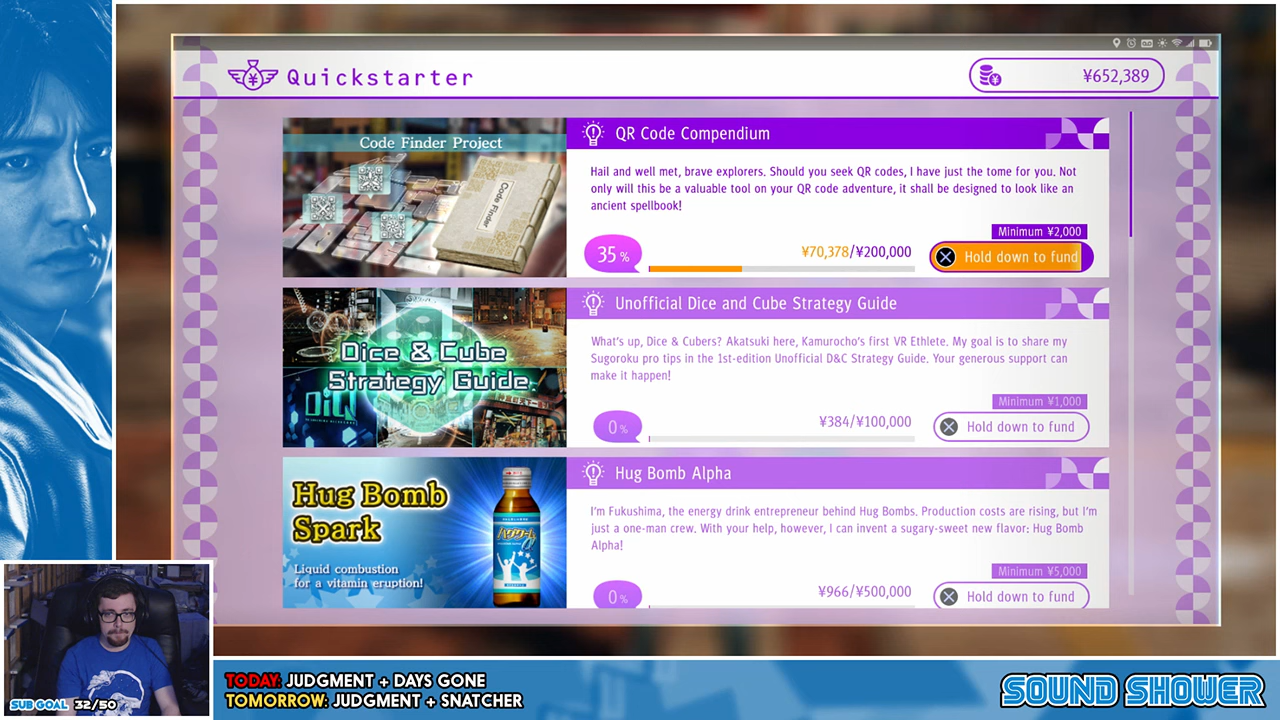 Quickstarter
¥652,389
Code Finder Project
Code Finder
QR Code Compendium
Hail and well met, brave explorers. Should you seek QR codes, I have just the tome for you. Not
only will this be a valuable tool on your QR code adventure, it shall be designed to look like an
ancient spellbook!
Minimum ¥2,000
35 %
¥70,378/¥200,000
Hold down to fund
Dice & Cube
Strategy Guide
Unofficial Dice and Cube Strategy Guide
What's up, Dice & Cubers? Akatsuki here, Kamurocho's first VR Ethlete. My goal is to share my
Sugoroku pro tips in the 1st-edition Unofficial D&C Strategy Guide. Your generous support can
make it happen!
Minimum ¥1,000
0 %
¥384/¥100,000
Hold down to fund
Hug Bomb
Spark
Liquid combustion
for a vitamin eruption!
Hug Bomb Alpha
I'm Fukushima, the energy drink entrepreneur behind Hug Bombs. Production costs are rising, but I'm
just a one-man crew. With your help, however, I can invent a sugary-sweet new flavor: Hug Bomb
Alpha!
Minimum ¥5,000
0 %
¥966/¥500,000
Hold down to fund
SUB GOAL 32/50
TODAY: JUDGMENT + DAYS GONE
TOMORROW: JUDGMENT + SNATCHER
SOUND SHOWER